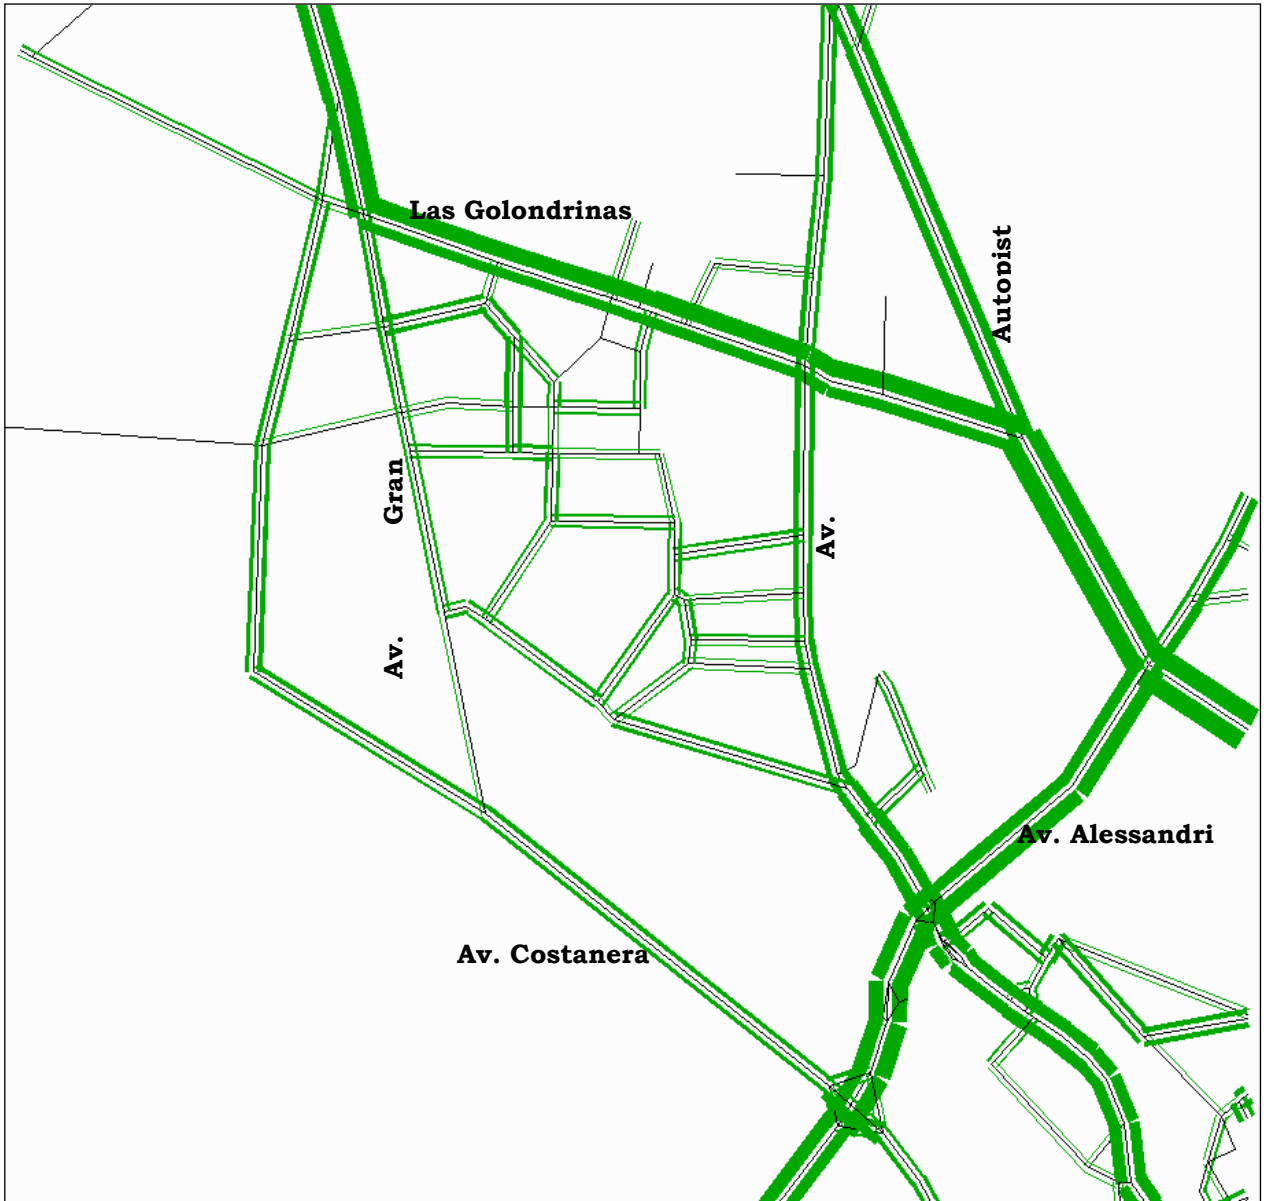 Las Golondrinas
Autopist
Gran
Av.
Av.
Av. Alessandri
Av. Costanera